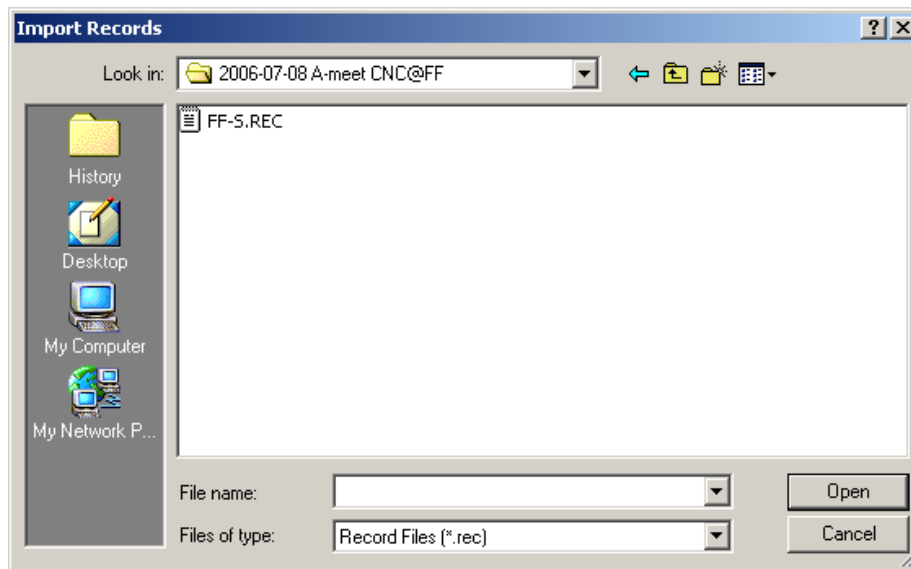 Import Records
Look in: 2006-07-08 A-meet CNC@FF
FF-S.REC
History
Desktop
My Computer
My Network P...
File name:
Open
Files of type: Record Files (*.rec)
Cancel